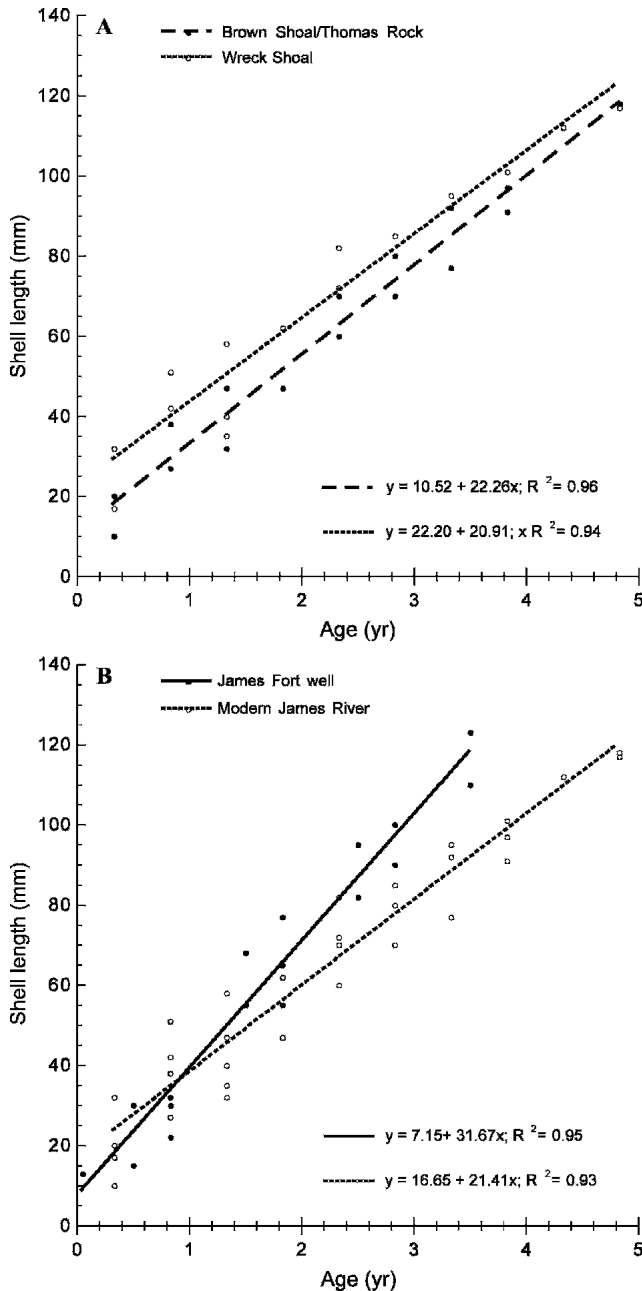 A
Brown Shoal/Thomas Rock
Wreck Shoal
140
120
100
80
60
40
20
0
Shell length (mm)
y = 10.52 + 22.26x; R 2= 0.96
y = 22.20 + 20.91; x R 2= 0.94
0 1 2 3 4 5
Age (yr)
B
James Fort well
Modern James River
140
120
100
80
60
40
20
0
Shell length (mm)
y = 7.15+ 31.67x; R 2= 0.95
y = 16.65 + 21.41x; R 2= 0.93
0 1 2 3 4 5
Age (yr)